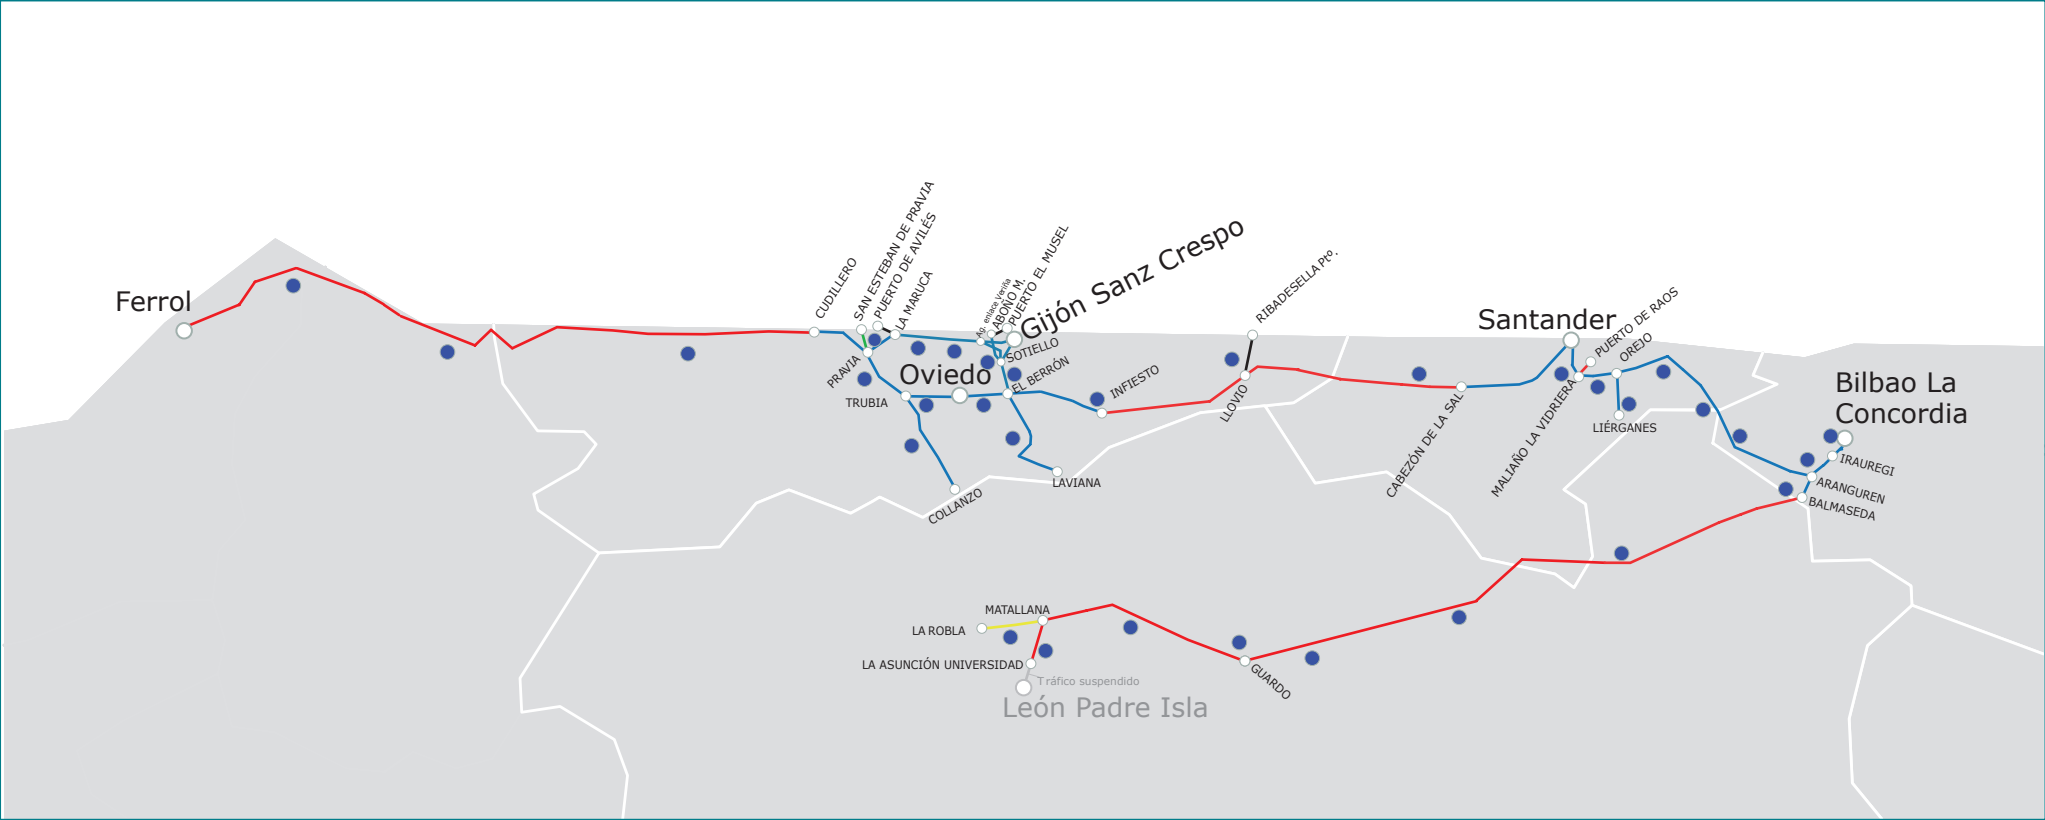 Ferrol
CUDILLERO
SAN ESTEBAN DE PRAVIA
PUERTO DE AVILÉS
LA MARUCA
Ag. enlace Veriña
ABOÑO M.
PUERTO EL MUSEL
Gijón Sanz Crespo
SOTIELLO
EL BERRÓN
PRAVIA
Oviedo
TRUBIA
INFIESTO
RIBADESELLA Pto.
LLOVIO
COLLANZO
LAVIANA
Santander
PUERTO DE RAOS
OREJO
CABEZÓN DE LA SAL
MALIAÑO LA VIDRIERA
LIÉRGANES
Bilbao La
Concordia
IRAUREGI
ARANGUREN
BALMASEDA
MATALLANA
LA ROBLA
LA ASUNCIÓN UNIVERSIDAD
Tráfico suspendido
León Padre Isla
GUARDO